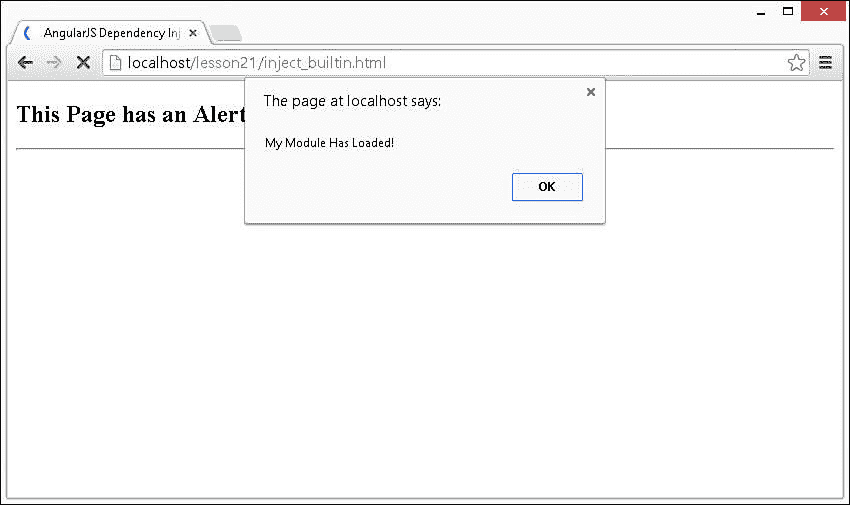 AngularJS Dependency Inj
localhost/lesson21/inject_builtin.html
This Page has an Alert
The page at localhost says:
My Module Has Loaded!
OK